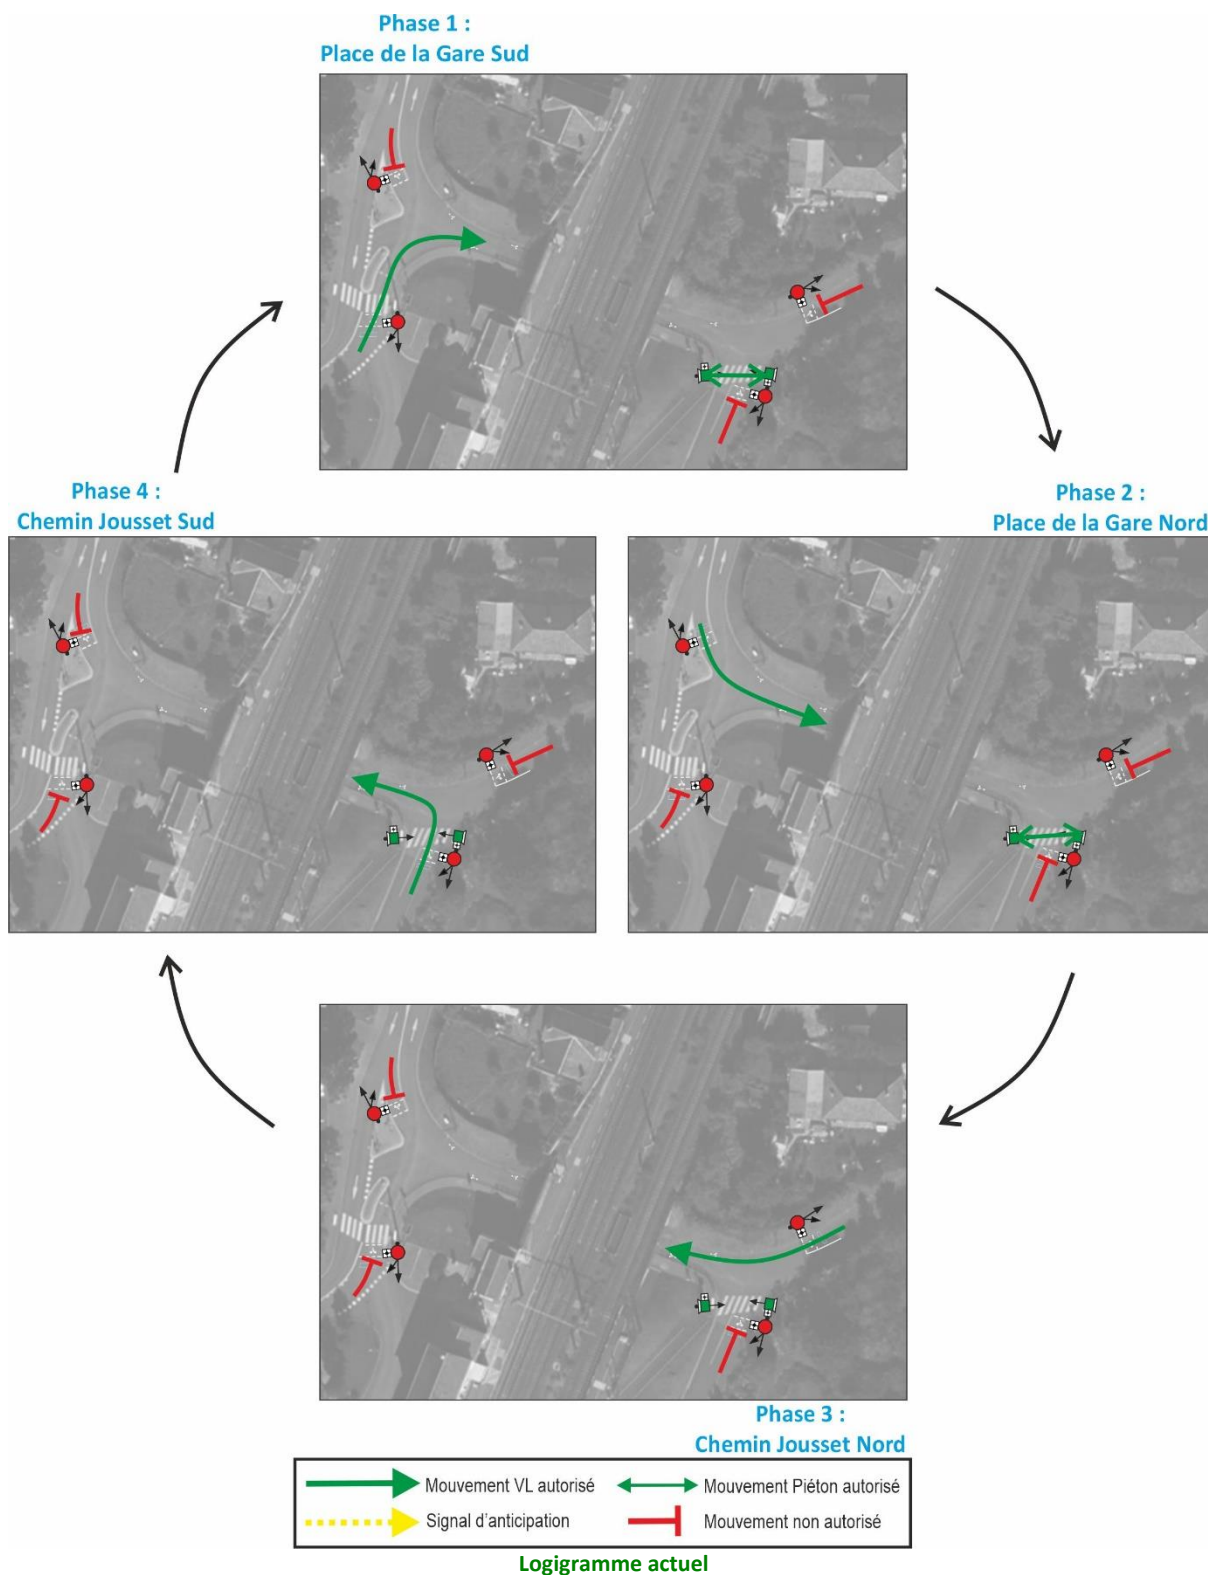 Phase 1 :
Place de la Gare Sud
Phase 4 :
Chemin Jousset Sud
Phase 2 :
Place de la Gare Nord
Phase 3 :
Chemin Jousset Nord
Mouvement VL autorisé
Mouvement Piéton autorisé
Signal d'anticipation
Mouvement non autorisé
Logigramme actuel